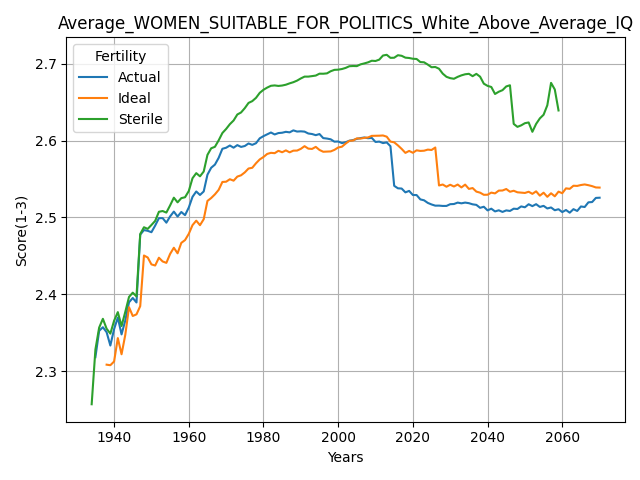 Average_WOMEN_SUITABLE_FOR_POLITICS_White_Above_Average_IQ
Fertility
Actual
Ideal
Sterile
Score(1-3)
2.7
2.6
2.5
2.4
2.3
1940 1960 1980 2000 2020 2040 2060
Years